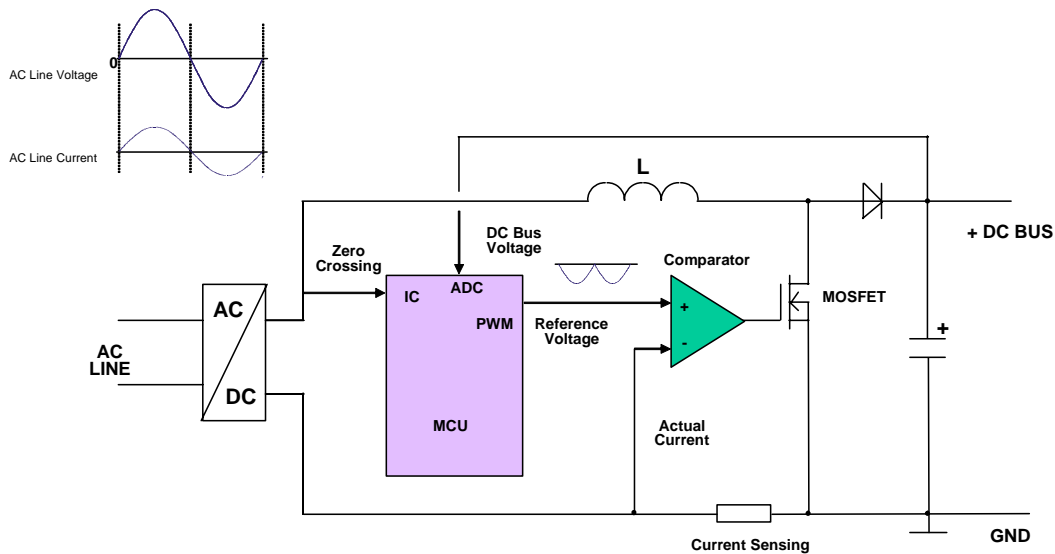 0
AC Line Voltage
AC Line Current
L
+ DC BUS
DC Bus
Voltage
Zero
Crossing
Comparator
IC
ADC
MOSFET
AC
+
PWM
Reference
Voltage
+
AC
LINE
-
DC
MCU
Actual
Current
GND
Current Sensing